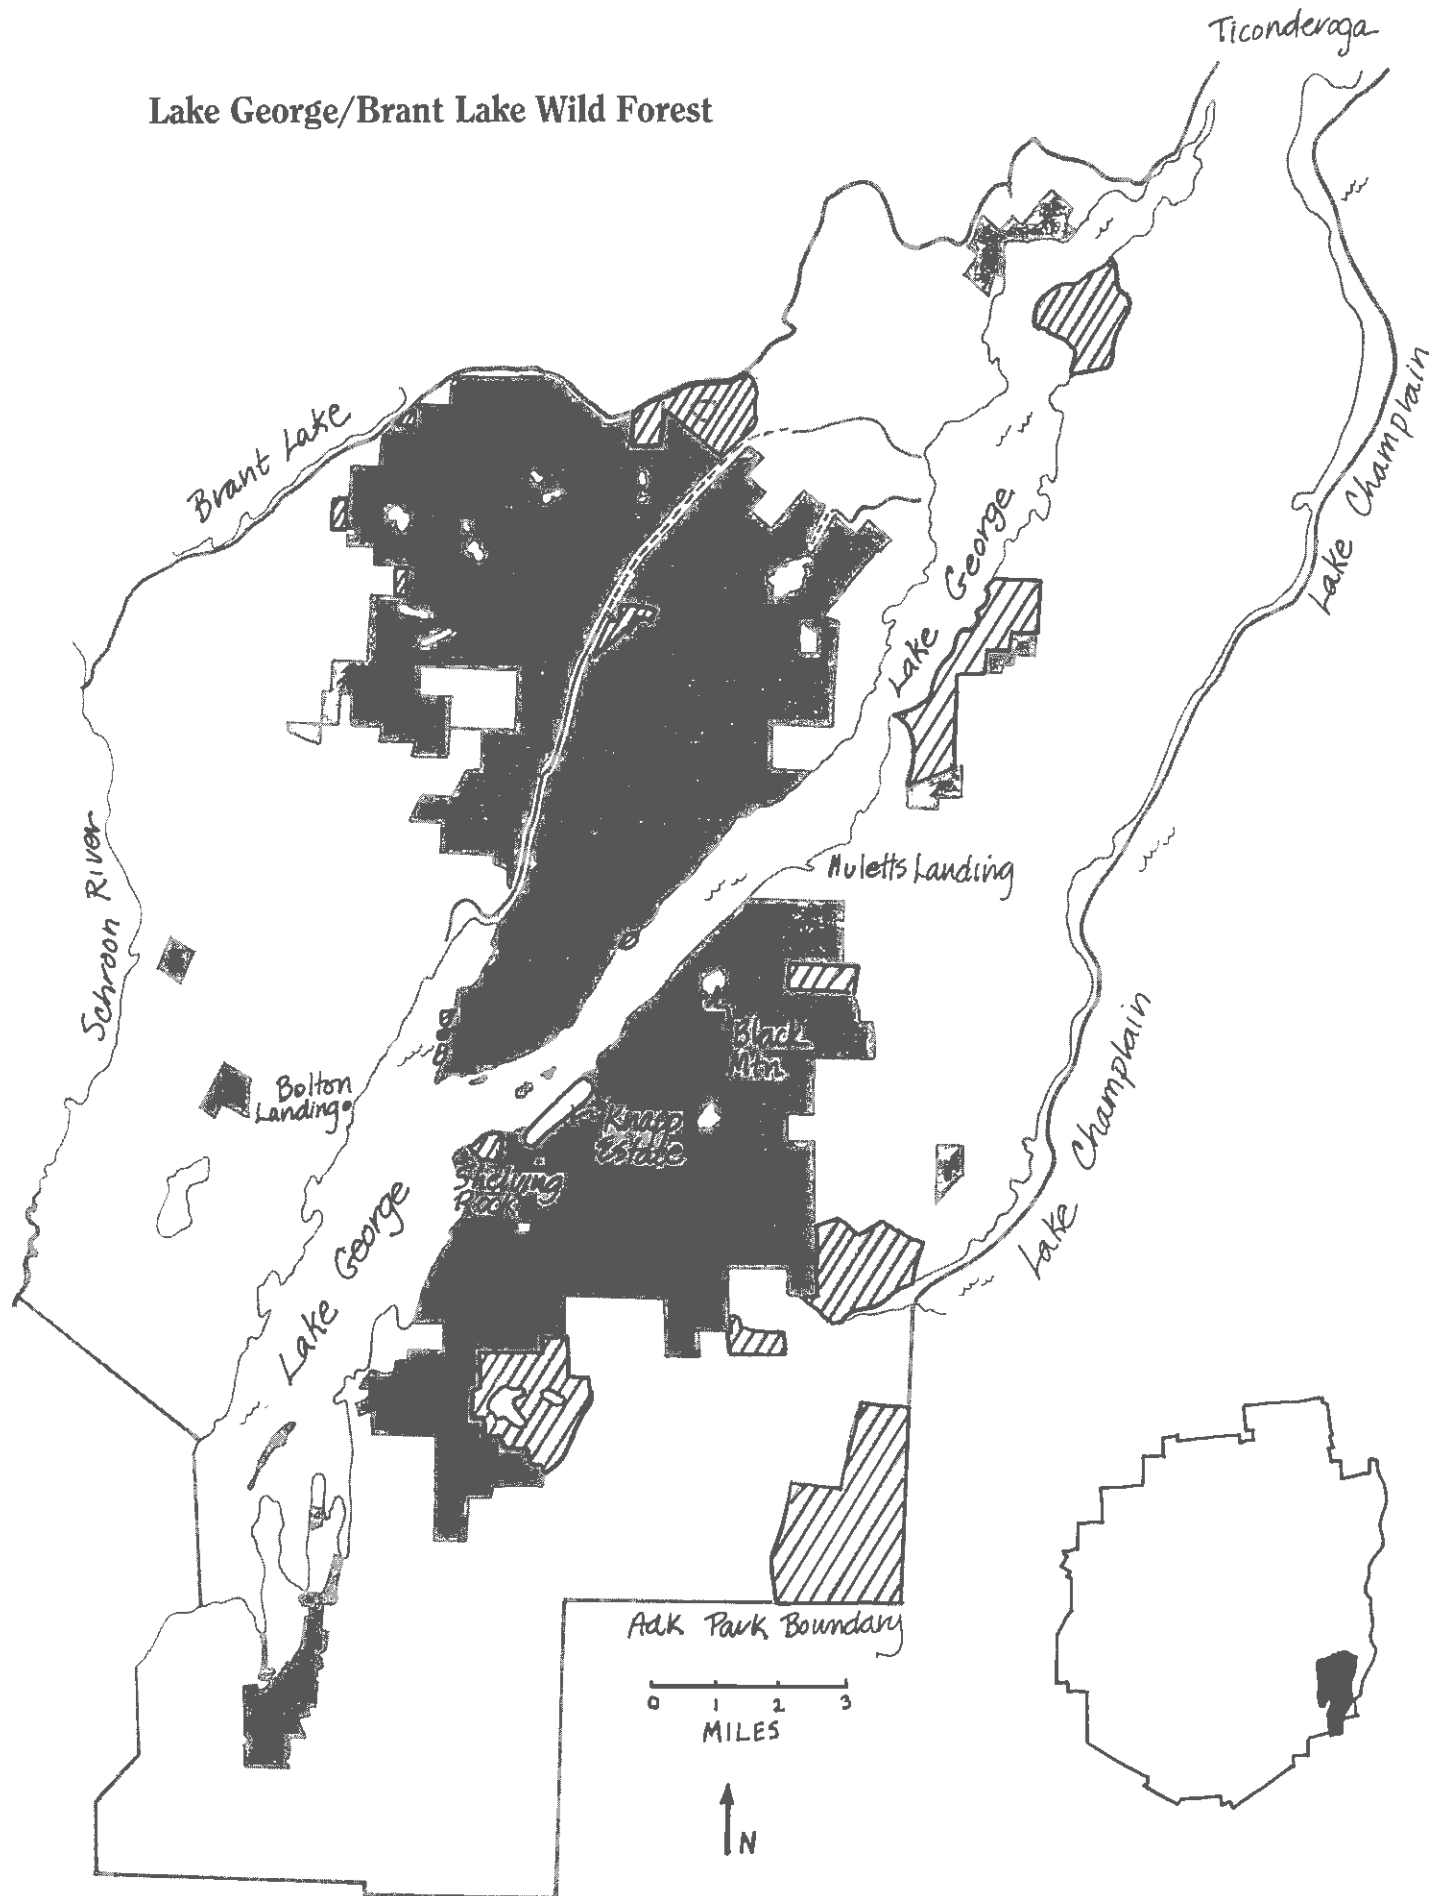 Ticonderoga
Lake George/Brant Lake Wild Forest
Brant Lake
Lake Champlain
Lake George
Schroon River
Huletts Landing
Black
Mtn.
Bolton
Landing
Knapp
Estate
Shelving
Rock
Lake Champlain
Lake George
Adk Park Boundary
0 1 2 3
MILES
N